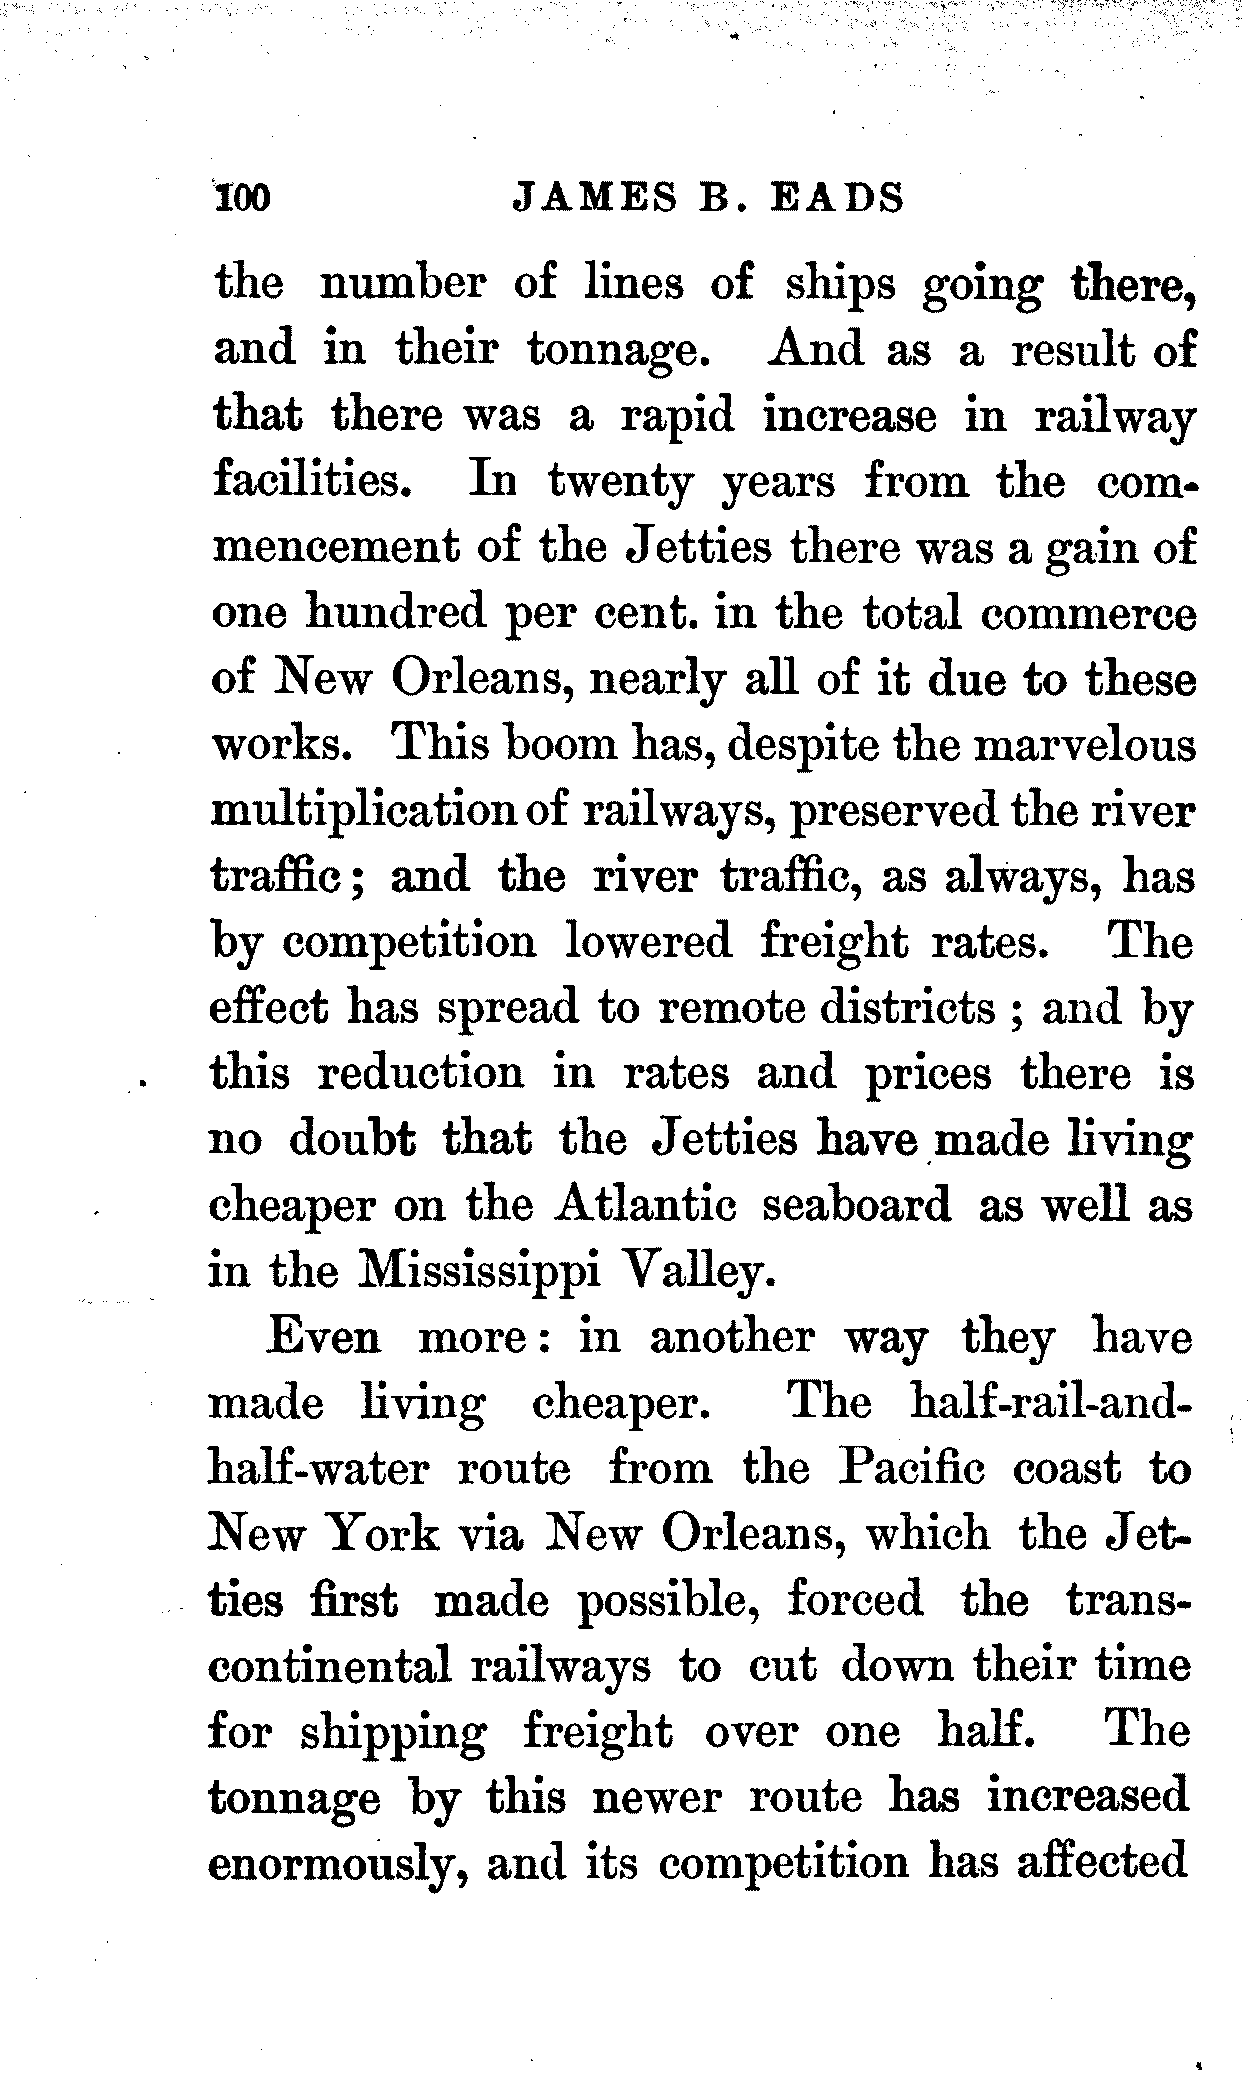 100 JAMES B. EADS
the number of lines of ships going there,
and in their tonnage. And as a result of
that there was a rapid increase in railway
facilities. In twenty years from the com-
mencement of the Jetties there was a gain of
one hundred per cent. in the total commerce
of New Orleans, nearly all of it due to these
works. This boom has, despite the marvelous
multiplication of railways, preserved the river
traffic; and the river traffic, as always, has
by competition lowered freight rates. The
effect has spread to remote districts; and by
this reduction in rates and prices there is
no doubt that the Jetties have made living
cheaper on the Atlantic seaboard as well as
in the Mississippi Valley.
Even more: in another way they have
made living cheaper. The half-rail-and-
half-water route from the Pacific coast to
New York via New Orleans, which the Jet-
ties first made possible, forced the trans-
continental railways to cut down their time
for shipping freight over one half. The
tonnage by this newer route has increased
enormously, and its competition has affected